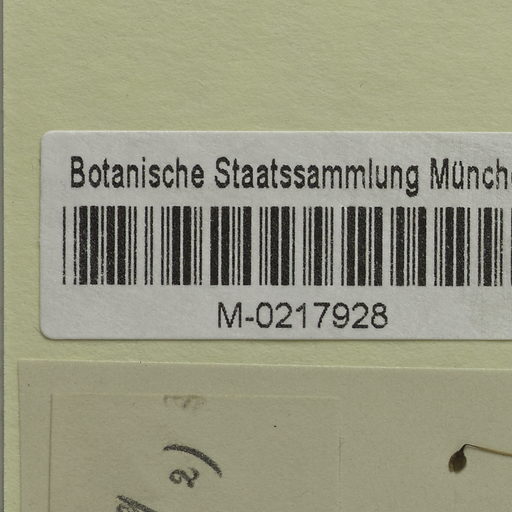 Botanische Staatssammlung Münch
M-0217928
2)